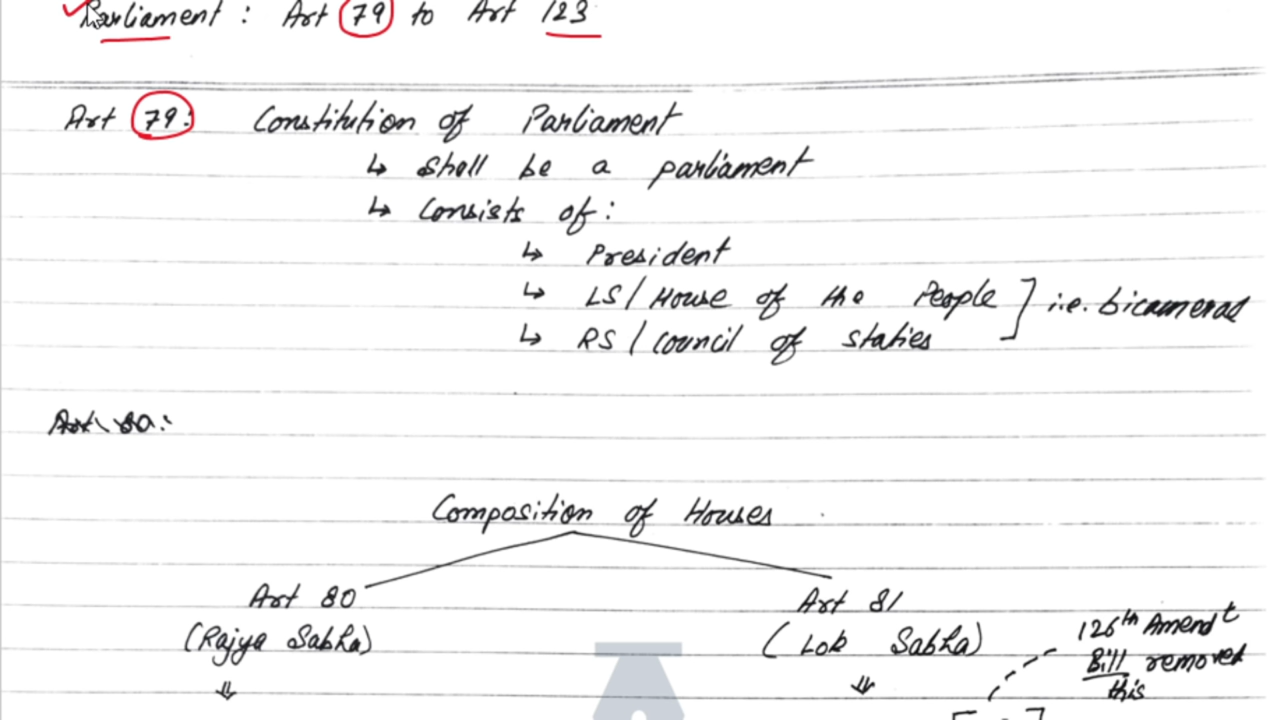 Parliament : Art 79 to Art 123
Art 79: Constitution of Parliament
↳ shall be a parliament
↳ Consists of :
↳ President
↳ LS / House of the People ] i.e. bicameral
↳ RS / Council of states
Art 80:
Composition of Houses
Art 80 Art 81
(Rajya Sabha) ( Lok Sabha)
126th Amendt
Bill removed
this